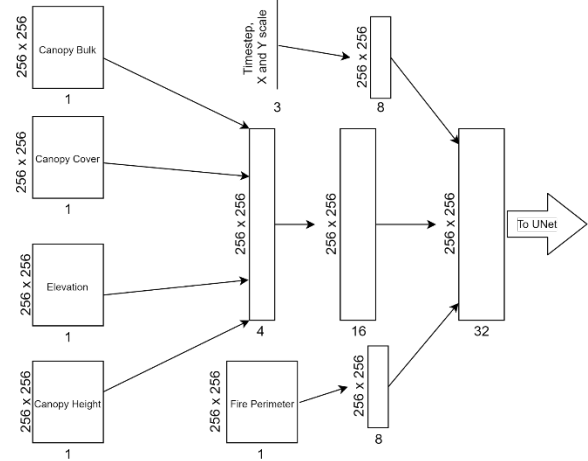 256 x 256
Canopy Bulk
1
256 x 256
Canopy Cover
1
256 x 256
Elevation
1
256 x 256
Canopy Height
1
Timestep,
X and Y scale
3
256 x 256
8
256 x 256
4
256 x 256
16
256 x 256
Fire Perimeter
1
256 x 256
8
256 x 256
32
To UNet